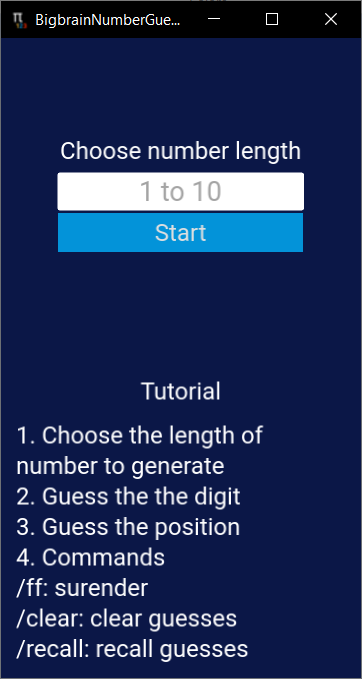 BigbrainNumberGue...
Choose number length
1 to 10
Start
Tutorial
1. Choose the length of
number to generate
2. Guess the the digit
3. Guess the position
4. Commands
/ff: surender
/clear: clear guesses
/recall: recall guesses